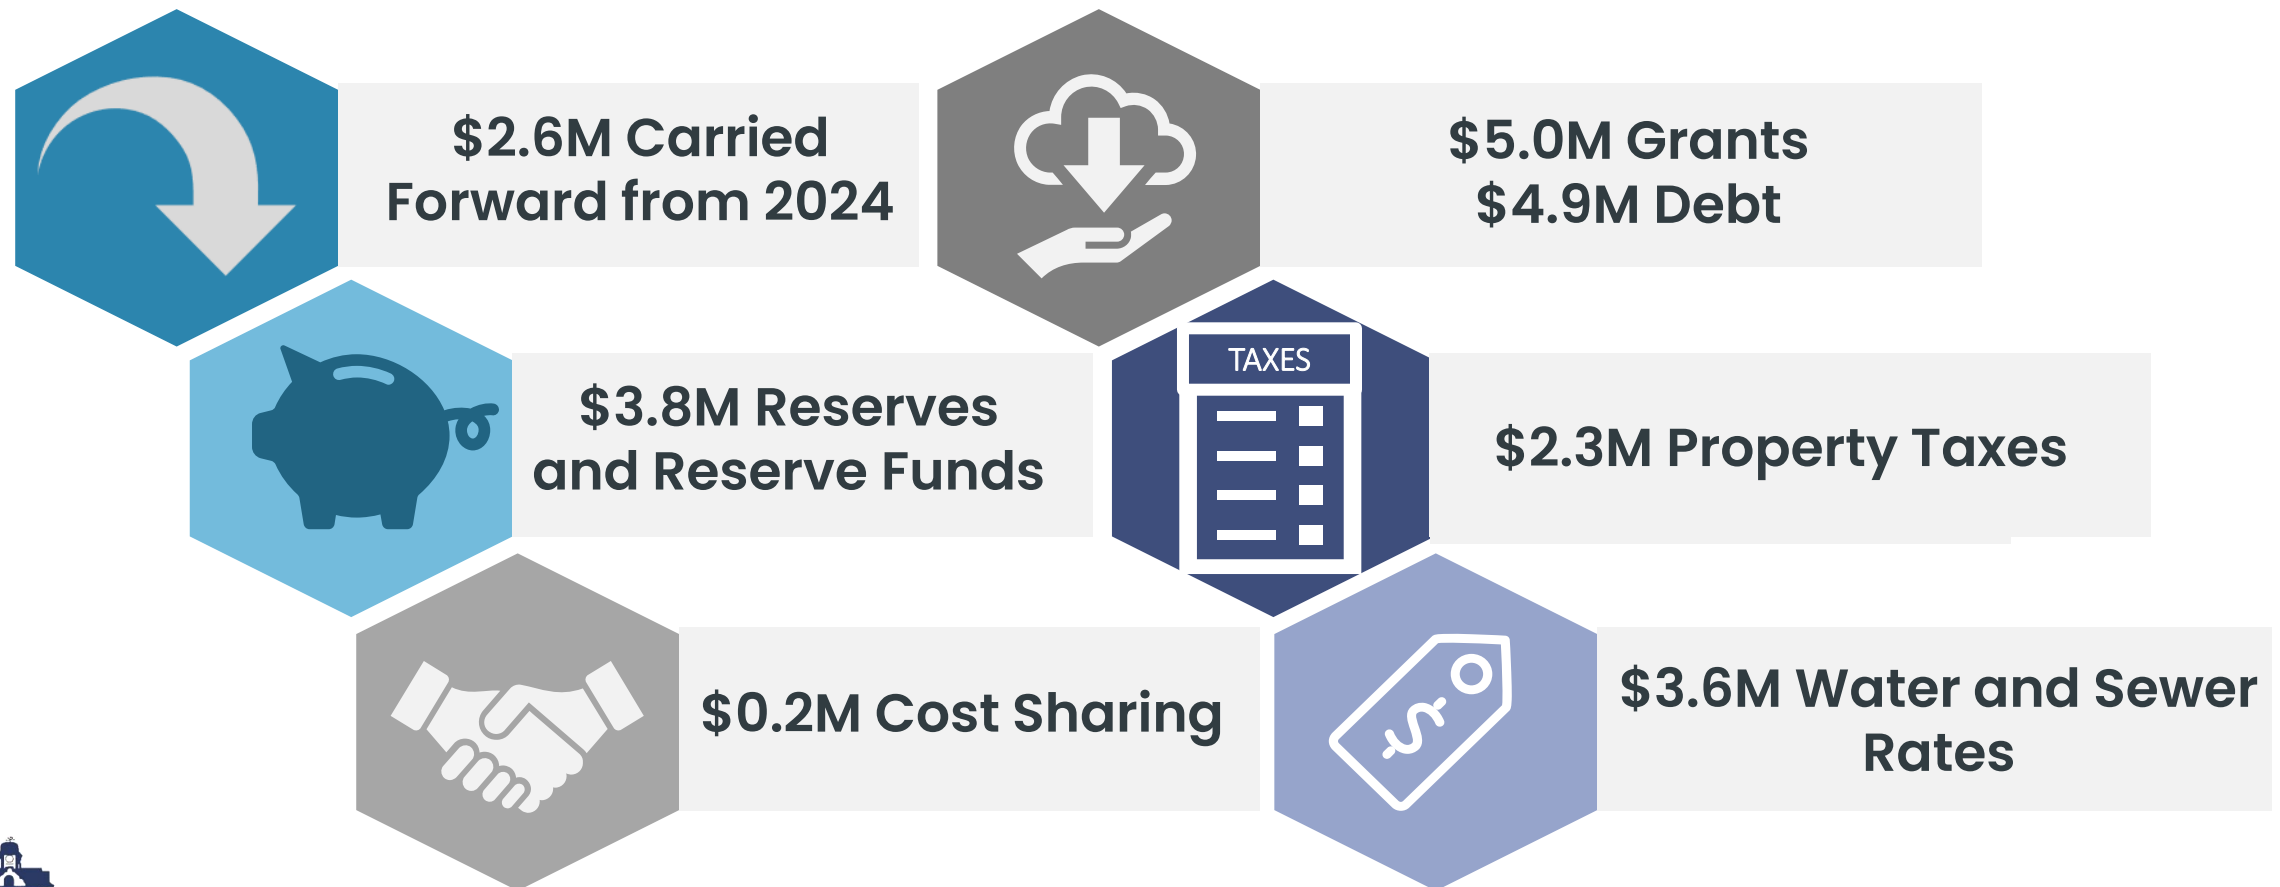 $2.6M Carried
Forward from 2024
$5.0M Grants
$4.9M Debt
$3.8M Reserves
and Reserve Funds
TAXES
$2.3M Property Taxes
$0.2M Cost Sharing
$
$3.6M Water and Sewer
Rates